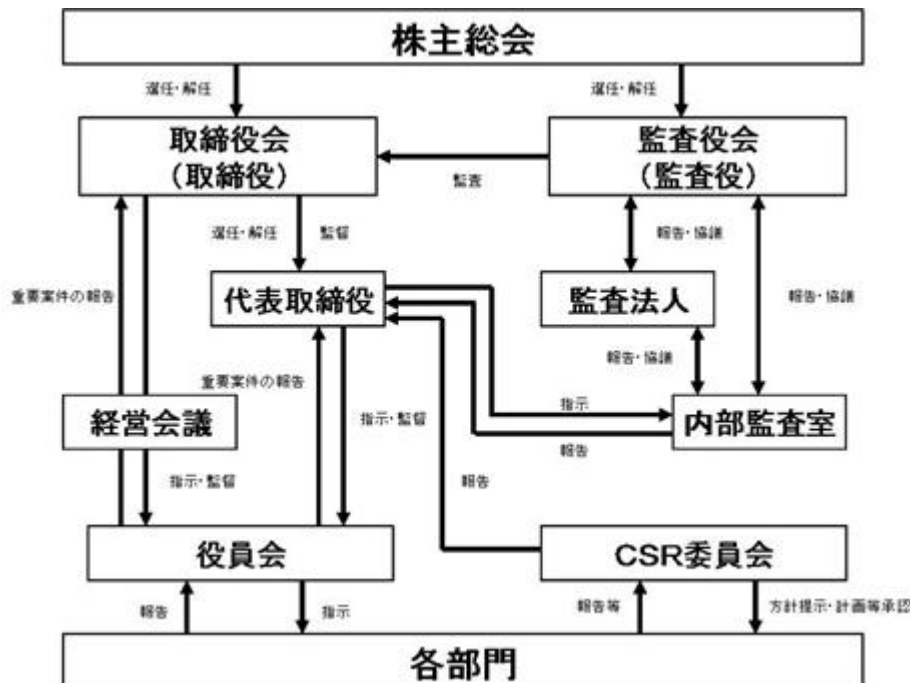 株主総会
選任・解任
選任・解任
取締役会
（取締役）
監査役会
（監査役）
監査
選任・解任
監督
報告・協議
重要案件の報告
代表取締役
監査法人
報告・協議
報告・協議
重要案件の報告
経営会議
指示・監督
指示
内部監査室
報告
指示・監督
報告
役員会
CSR委員会
報告
指示
報告等
方針提示・計画等承認
各部門